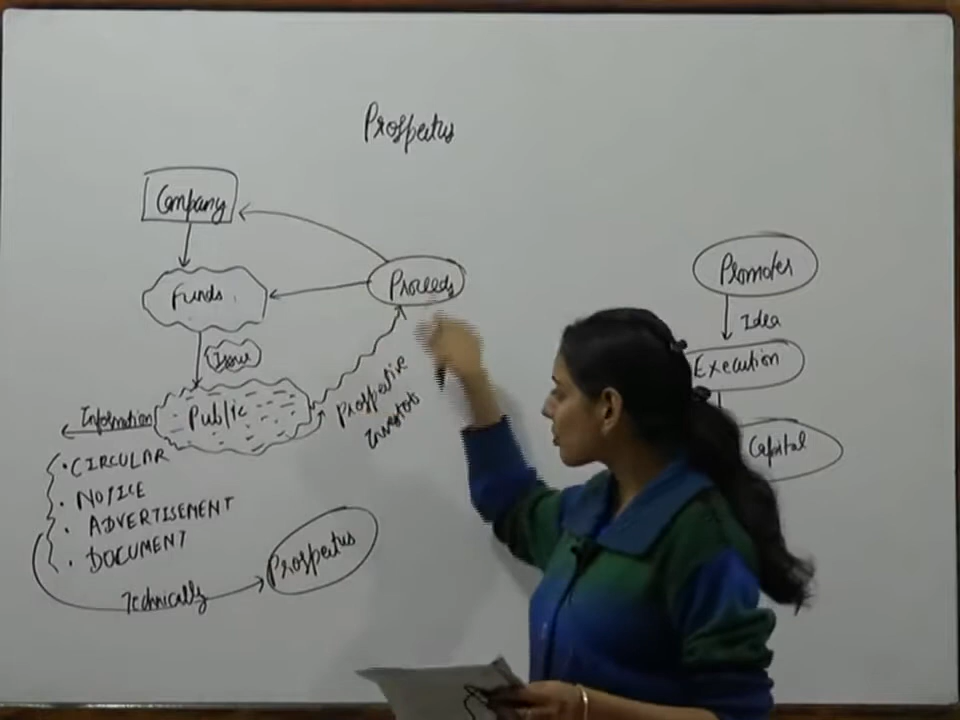 Prospectus
Company
Funds
Issue
Public
Proceeds
Prospective
Investors
Information
• CIRCULAR
• NOTICE
• ADVERTISEMENT
• DOCUMENT
Technically
Prospectus
Promoter
Idea
Execution
Capital